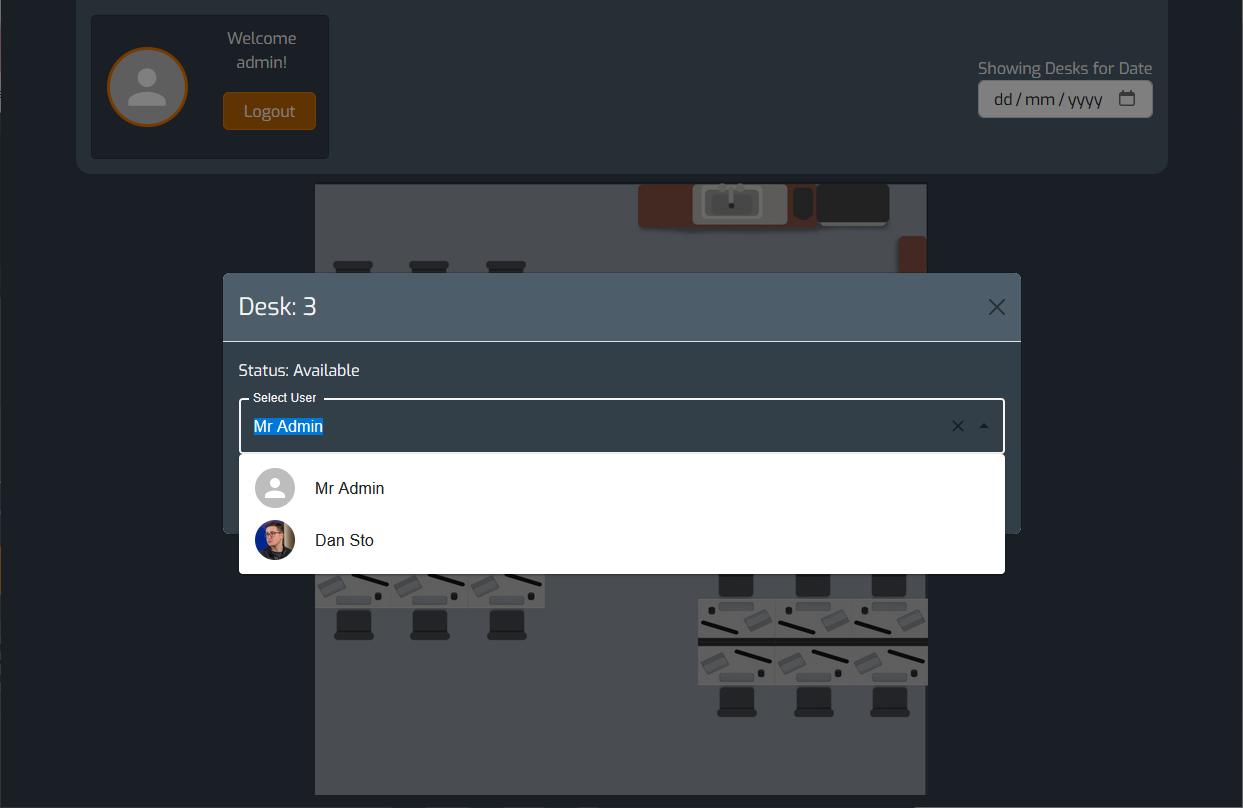 Welcome
admin!
Logout
Showing Desks for Date
dd/mm/yyyy
Desk: 3
Status: Available
Select User
Mr Admin
Mr Admin
Dan Sto